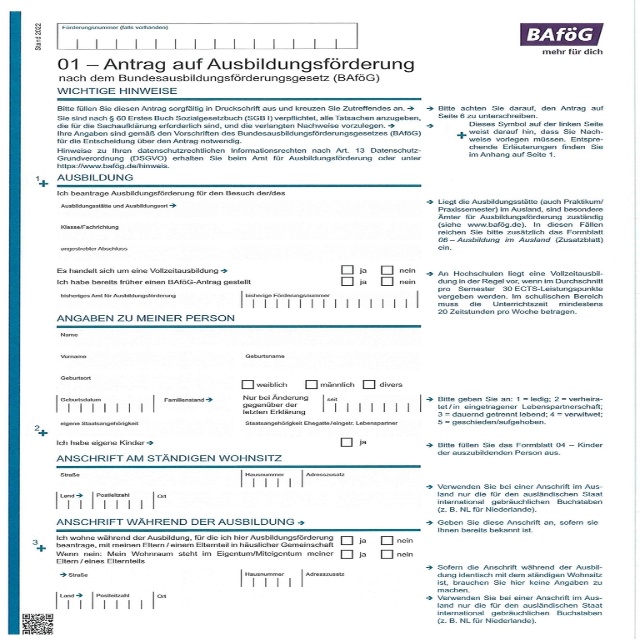 Förderungsnummer (falls vorhanden)
Stand 2022
BAföG
mehr für dich
01 – Antrag auf Ausbildungsförderung
nach dem Bundesausbildungsförderungsgesetz (BAföG)
WICHTIGE HINWEISE
Bitte füllen Sie diesen Antrag sorgfältig in Druckschrift aus und kreuzen Sie Zutreffendes an. →
Sie sind nach § 60 Erstes Buch Sozialgesetzbuch (SGB I) verpflichtet, alle Tatsachen anzugeben,
die für die Sachaufklärung erforderlich sind, und die verlangten Nachweise vorzulegen. →
Ihre Angaben sind gemäß den Vorschriften des Bundesausbildungsförderungsgesetzes (BAföG)
für die Entscheidung über den Antrag notwendig.
Hinweise zu Ihren datenschutzrechtlichen Informationsrechten nach Art. 13 Datenschutz-
Grundverordnung (DSGVO) erhalten Sie beim Amt für Ausbildungsförderung oder unter
https://www.bafög.de/hinweis.
→ Bitte achten Sie darauf, den Antrag auf
Seite 6 zu unterschreiben.
→ Dieses Symbol auf der linken Seite
+ weist darauf hin, dass Sie Nach-
weise vorlegen müssen. Entspre-
chende Erläuterungen finden Sie
im Anhang auf Seite 1.
1 +
AUSBILDUNG
Ich beantrage Ausbildungsförderung für den Besuch der/des
Ausbildungsstätte und Ausbildungsort →
Klasse/Fachrichtung
angestrebter Abschluss
→ Liegt die Ausbildungsstätte (auch Praktikum/
Praxissemester) im Ausland, sind besondere
Ämter für Ausbildungsförderung zuständig
(siehe www.bafög.de). In diesen Fällen
reichen Sie bitte zusätzlich das Formblatt
06 – Ausbildung im Ausland (Zusatzblatt)
ein.
Es handelt sich um eine Vollzeitausbildung → ja nein
Ich habe bereits früher einen BAföG-Antrag gestellt ja nein
bisheriges Amt für Ausbildungsförderung bisherige Förderungsnummer
→ An Hochschulen liegt eine Vollzeitausbil-
dung in der Regel vor, wenn im Durchschnitt
pro Semester 30 ECTS-Leistungspunkte
vergeben werden. Im schulischen Bereich
muss die Unterrichtszeit mindestens
20 Zeitstunden pro Woche betragen.
ANGABEN ZU MEINER PERSON
Name
Vorname Geburtsname
Geburtsort
weiblich männlich divers
Geburtsdatum Familienstand → Nur bei Änderung
gegenüber der
letzten Erklärung seit
→ Bitte geben Sie an: 1 = ledig; 2 = verheira-
tet/in eingetragener Lebenspartnerschaft;
3 = dauernd getrennt lebend; 4 = verwitwet;
5 = geschieden/aufgehoben.
2 +
eigene Staatsangehörigkeit Staatsangehörigkeit Ehegatte/eingetr. Lebenspartner
Ich habe eigene Kinder → ja
→ Bitte füllen Sie das Formblatt 04 – Kinder
der auszubildenden Person aus.
ANSCHRIFT AM STÄNDIGEN WOHNSITZ
Straße Hausnummer Adresszusatz
Land → Postleitzahl Ort
→ Verwenden Sie bei einer Anschrift im Aus-
land nur die für den ausländischen Staat
international gebräuchlichen Buchstaben
(z. B. NL für Niederlande).
ANSCHRIFT WÄHREND DER AUSBILDUNG →
→ Geben Sie diese Anschrift an, sofern sie
Ihnen bereits bekannt ist.
3 +
Ich wohne während der Ausbildung, für die ich hier Ausbildungsförderung
beantrage, mit meinen Eltern / einem Elternteil in häuslicher Gemeinschaft ja nein
Wenn nein: Mein Wohnraum steht im Eigentum/Miteigentum meiner
Eltern / eines Elternteils ja nein
→ Straße Hausnummer Adresszusatz
Land → Postleitzahl Ort
→ Sofern die Anschrift während der Ausbil-
dung identisch mit dem ständigen Wohnsitz
ist, brauchen Sie hier keine Angaben zu
machen.
→ Verwenden Sie bei einer Anschrift im Aus-
land nur die für den ausländischen Staat
international gebräuchlichen Buchstaben
(z. B. NL für Niederlande).